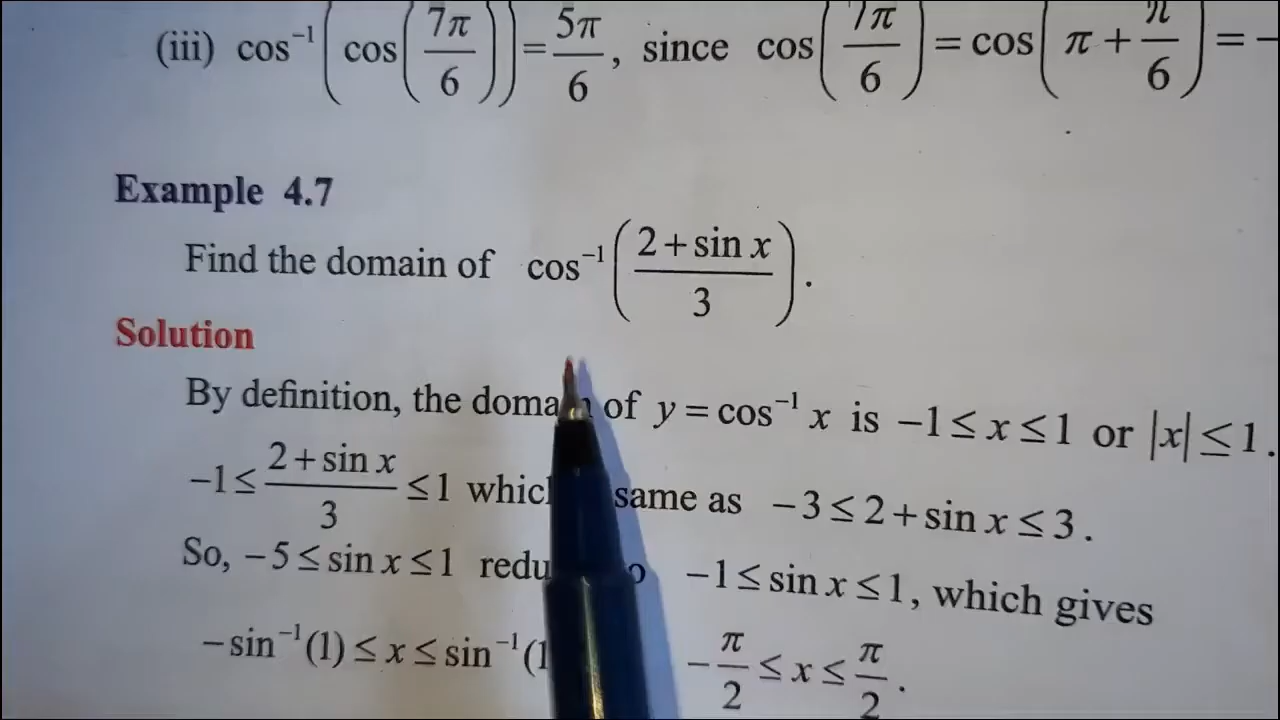 (iii) cos⁻¹(cos(7π/6)) = 5π/6, since cos(7π/6) = cos(π + π/6) = −
Example 4.7
Find the domain of cos⁻¹((2 + sin x)/3).
Solution
By definition, the domain of y = cos⁻¹ x is −1 ≤ x ≤ 1 or |x| ≤ 1.
−1 ≤ (2 + sin x)/3 ≤ 1 which same as −3 ≤ 2 + sin x ≤ 3.
So, −5 ≤ sin x ≤ 1 −1 ≤ sin x ≤ 1, which gives
−sin⁻¹(1) ≤ x ≤ sin⁻¹(1 −π/2 ≤ x ≤ π/2.